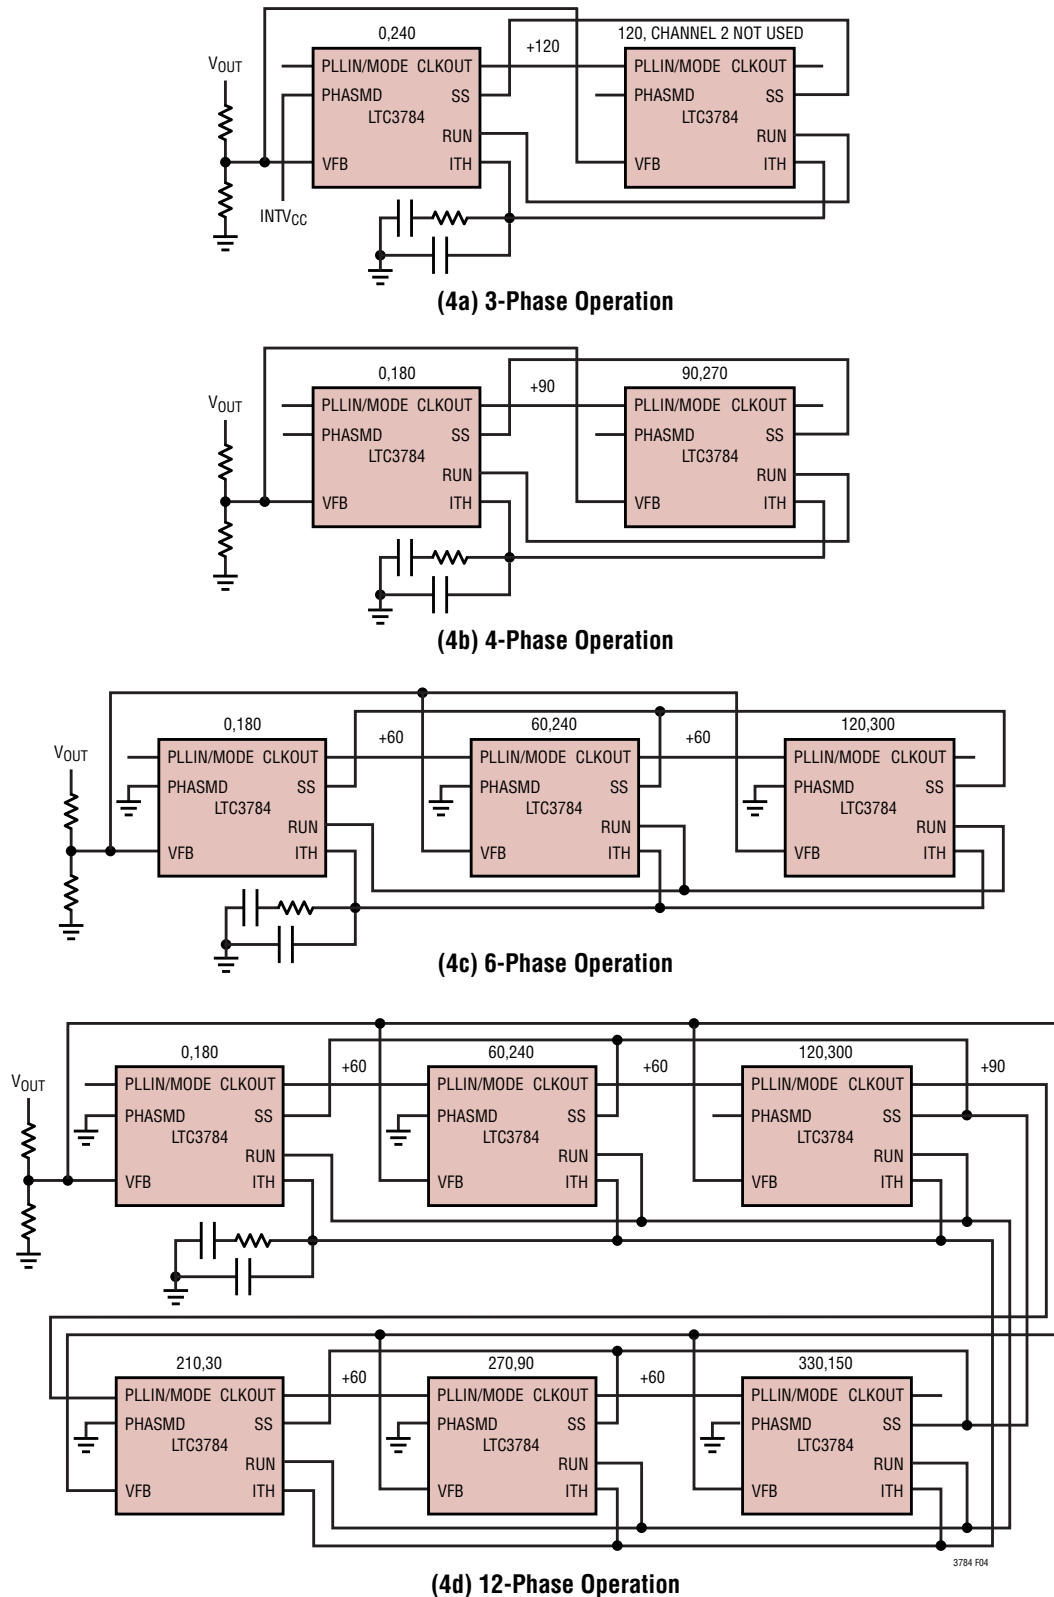 0,240
+120
120, CHANNEL 2 NOT USED
VOUT
PLLIN/MODE CLKOUT
PHASMD SS
LTC3784
RUN
VFB ITH
PLLIN/MODE CLKOUT
PHASMD SS
LTC3784
RUN
VFB ITH
INTVCC
(4a) 3-Phase Operation
0,180
+90
90,270
VOUT
PLLIN/MODE CLKOUT
PHASMD SS
LTC3784
RUN
VFB ITH
PLLIN/MODE CLKOUT
PHASMD SS
LTC3784
RUN
VFB ITH
(4b) 4-Phase Operation
0,180
+60
60,240
+60
120,300
VOUT
PLLIN/MODE CLKOUT
PHASMD SS
LTC3784
RUN
VFB ITH
PLLIN/MODE CLKOUT
PHASMD SS
LTC3784
RUN
VFB ITH
PLLIN/MODE CLKOUT
PHASMD SS
LTC3784
RUN
VFB ITH
(4c) 6-Phase Operation
0,180
+60
60,240
+60
120,300
+90
VOUT
PLLIN/MODE CLKOUT
PHASMD SS
LTC3784
RUN
VFB ITH
PLLIN/MODE CLKOUT
PHASMD SS
LTC3784
RUN
VFB ITH
PLLIN/MODE CLKOUT
PHASMD SS
LTC3784
RUN
VFB ITH
210,30
+60
270,90
+60
330,150
PLLIN/MODE CLKOUT
PHASMD SS
LTC3784
RUN
VFB ITH
PLLIN/MODE CLKOUT
PHASMD SS
LTC3784
RUN
VFB ITH
PLLIN/MODE CLKOUT
PHASMD SS
LTC3784
RUN
VFB ITH
3784 F04
(4d) 12-Phase Operation